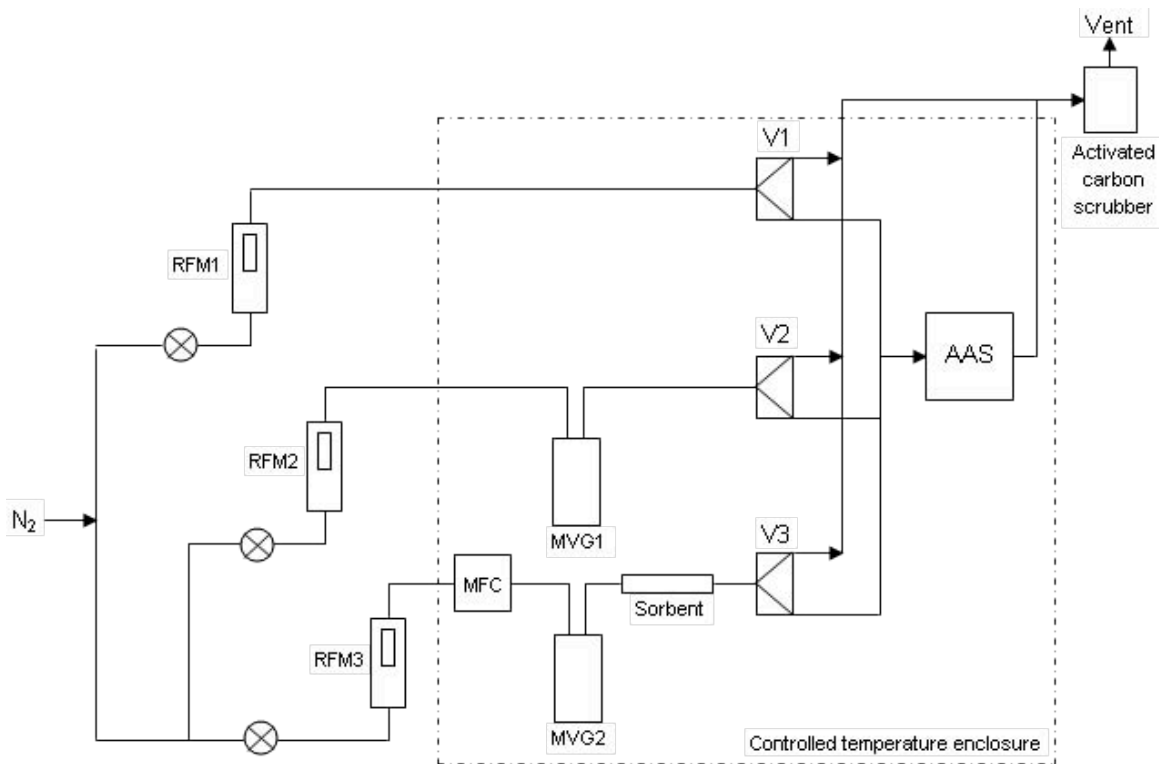 Vent
V1
Activated
carbon
scrubber
RFM1
V2
AAS
RFM2
N₂
MVG1
V3
MFC
Sorbent
RFM3
MVG2
Controlled temperature enclosure